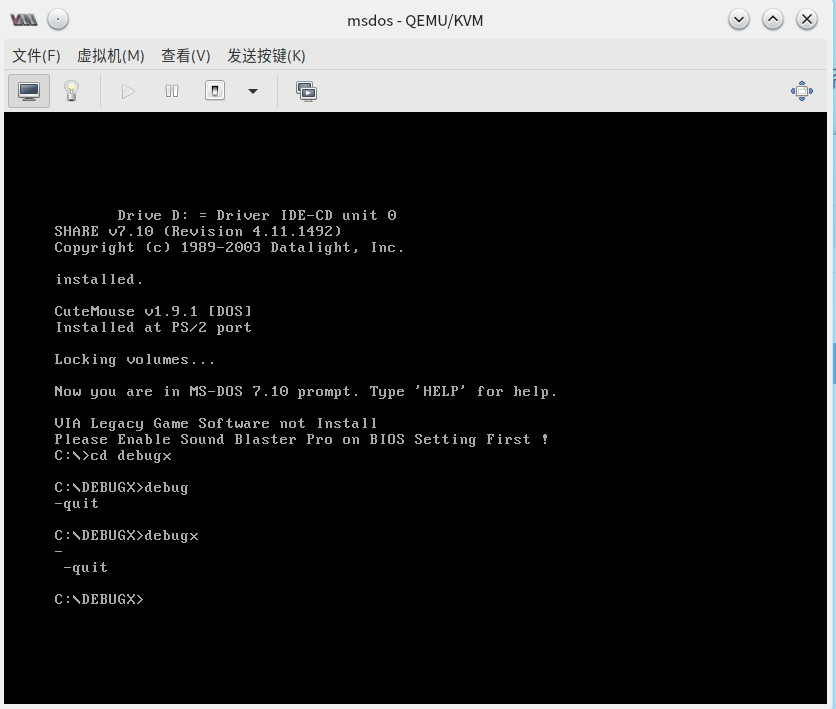 msdos - QEMU/KVM
文件(F) 虚拟机(M) 查看(V) 发送按键(K)
Drive D: = Driver IDE-CD unit 0
SHARE v7.10 (Revision 4.11.1492)
Copyright (c) 1989-2003 Datalight, Inc.
installed.
CuteMouse v1.9.1 [DOS]
Installed at PS/2 port
Locking volumes...
Now you are in MS-DOS 7.10 prompt. Type 'HELP' for help.
VIA Legacy Game Software not Install
Please Enable Sound Blaster Pro on BIOS Setting First !
C:\>cd debugx
C:\DEBUGX>debug
-quit
C:\DEBUGX>debugx
-
-quit
C:\DEBUGX>